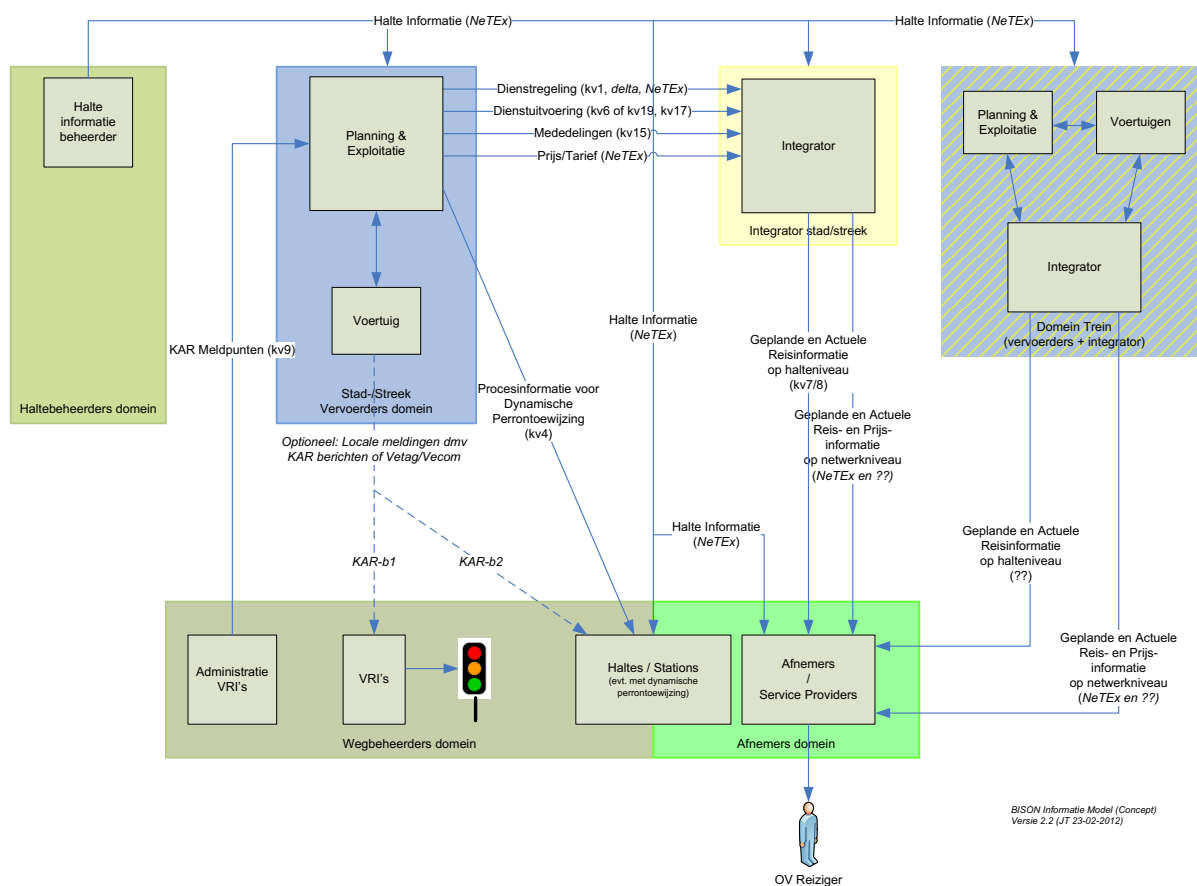 Halte Informatie (NeTEx)
Halte Informatie (NeTEx)
Halte
informatie
beheerder
Haltebeheerders domein
Planning &
Exploitatie
Voertuig
Stad-/Streek
Vervoerders domein
Dienstregeling (kv1, delta, NeTEx)
Dienstuitvoering (kv6 of kv19, kv17)
Mededelingen (kv15)
Prijs/Tarief (NeTEx)
Integrator
Integrator stad/streek
Planning &
Exploitatie
Voertuigen
Integrator
Domein Trein
(vervoerders + integrator)
KAR Meldpunten (kv9)
Halte Informatie
(NeTEx)
Geplande en Actuele
Reisinformatie
op halteniveau
(kv7/8)
Procesinformatie voor
Dynamische
Perrontoewijzing
(kv4)
Geplande en Actuele
Reis- en Prijs-
informatie
op netwerkniveau
(NeTEx en ??)
Optioneel: Locale meldingen dmv
KAR berichten of Vetag/Vecom
Halte Informatie
(NeTEx)
Geplande en Actuele
Reisinformatie
op halteniveau
(??)
KAR-b1
KAR-b2
Geplande en Actuele
Reis- en Prijs-
informatie
op netwerkniveau
(NeTEx en ??)
Administratie
VRI's
VRI's
Haltes / Stations
(evt. met dynamische
perrontoewijzing)
Afnemers
/
Service Providers
Wegbeheerders domein
Afnemers domein
OV Reiziger
BISON Informatie Model (Concept)
Versie 2.2 (JT 23-02-2012)